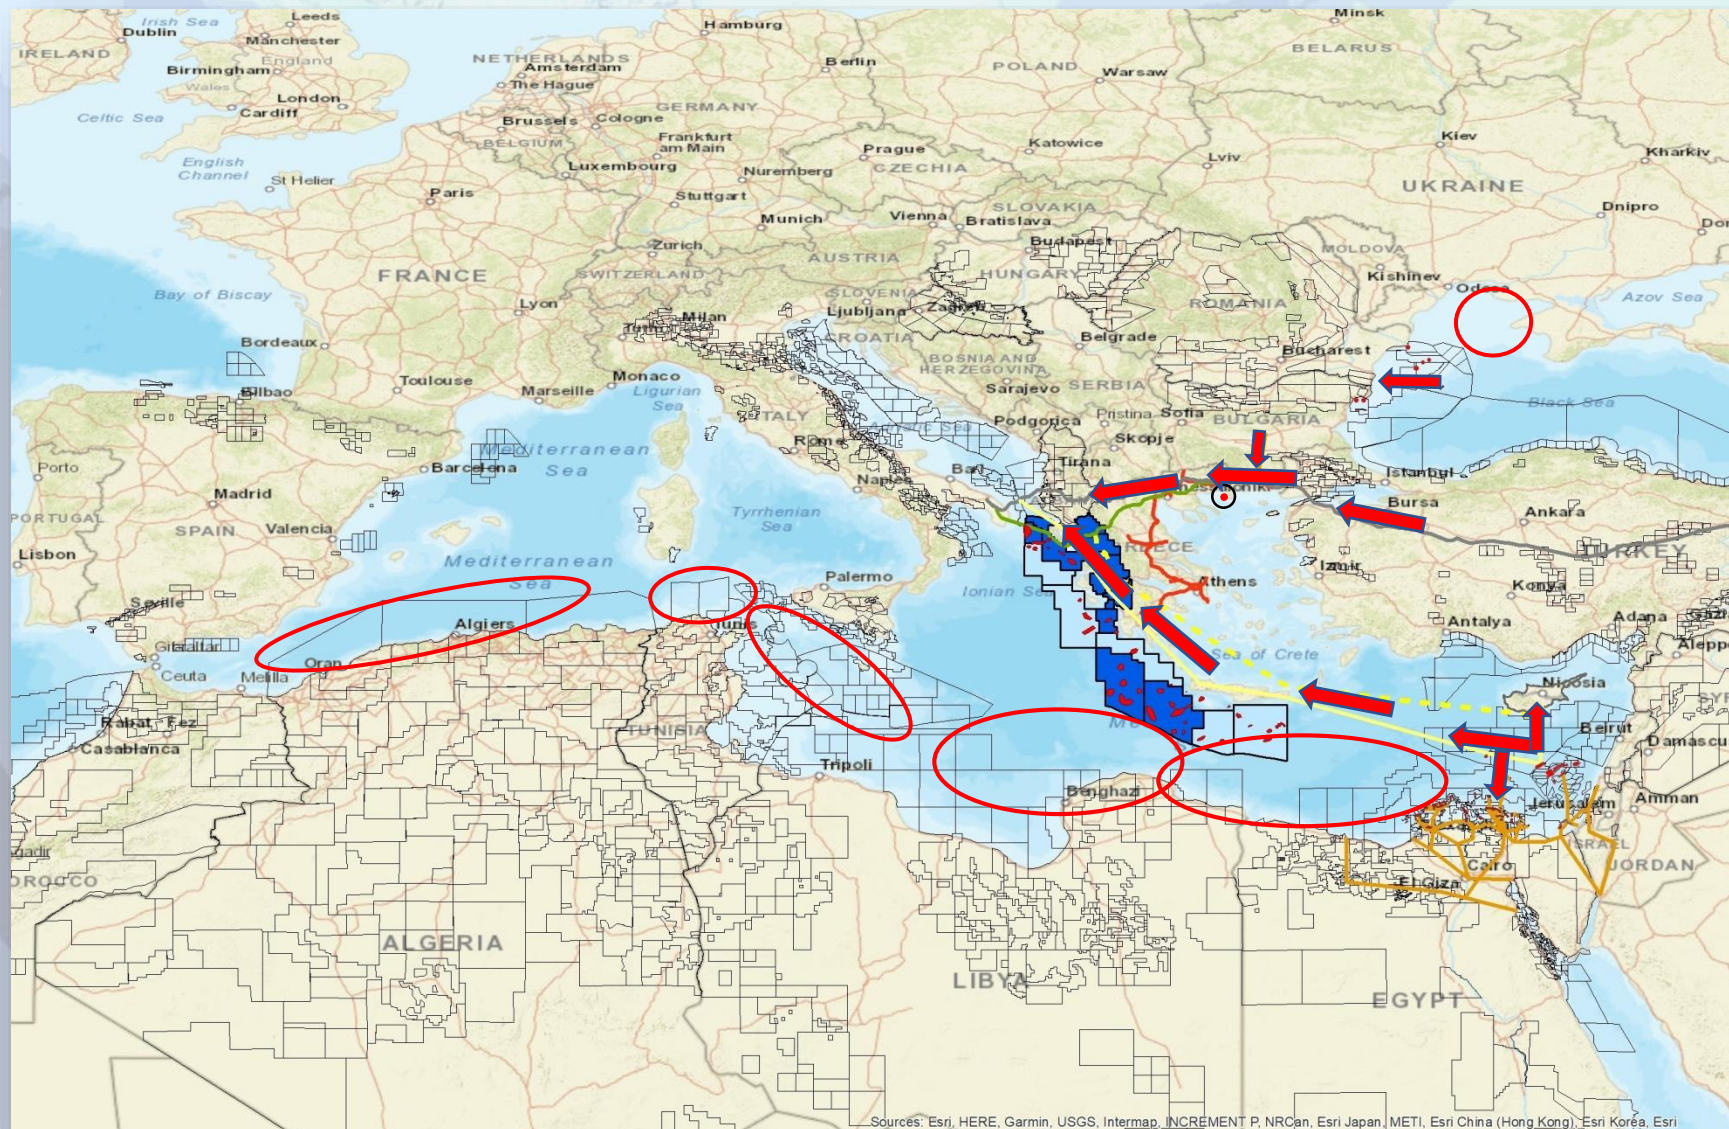 Irish Sea
Leeds
Dublin
Manchester
IRELAND
England
Birmingham
Wales
London
Cardiff
Celtic Sea
English
Channel
St Helier
Hamburg
NETHERLANDS
Amsterdam
The Hague
Berlin
POLAND
Warsaw
Minsk
BELARUS
GERMANY
Brussels
Cologne
BELGIUM
Frankfurt
am Main
Luxembourg
Prague
CZECHIA
Katowice
Lviv
Kiev
Kharkiv
UKRAINE
Nuremberg
Paris
Stuttgart
Munich
Vienna
SLOVAKIA
Bratislava
Dnipro
Budapest
MOLDOVA
Kishinev
Odesa
Azov Sea
Zurich
SWITZERLAND
AUSTRIA
HUNGARY
FRANCE
Bay of Biscay
Lyon
SLOVENIA
Ljubljana
Zagreb
ROMANIA
Milan
Turin
CROATIA
Belgrade
Bucharest
Bordeaux
BOSNIA AND
HERZEGOVINA
Sarajevo
SERBIA
Toulouse
Marseille
Monaco
Ligurian
Sea
Bilbao
ITALY
Podgorica
Pristina
Sofia
BULGARIA
Black Sea
Adriatic Sea
Skopje
Rome
Mediterranean
Sea
Porto
Barcelona
Bari
Tirana
Istanbul
Naples
Thessaloniki
Bursa
Ankara
Madrid
Tyrrhenian
Sea
PORTUGAL
SPAIN
Valencia
Lisbon
GREECE
TURKEY
Mediterranean
Sea
Palermo
Ionian Sea
Athens
Izmir
Konya
Adana
Seville
Algiers
Tunis
Antalya
Gibraltar
Oran
Ceuta
Melilla
Sea of Crete
Nicosia
Rabat
Fez
TUNISIA
Beirut
Casablanca
Tripoli
Benghazi
Jerusalem
Amman
ISRAEL
Cairo
JORDAN
El Giza
ALGERIA
LIBYA
EGYPT
Sources: Esri, HERE, Garmin, USGS, Intermap, INCREMENT P, NRCan, Esri Japan, METI, Esri China (Hong Kong), Esri Korea, Esri